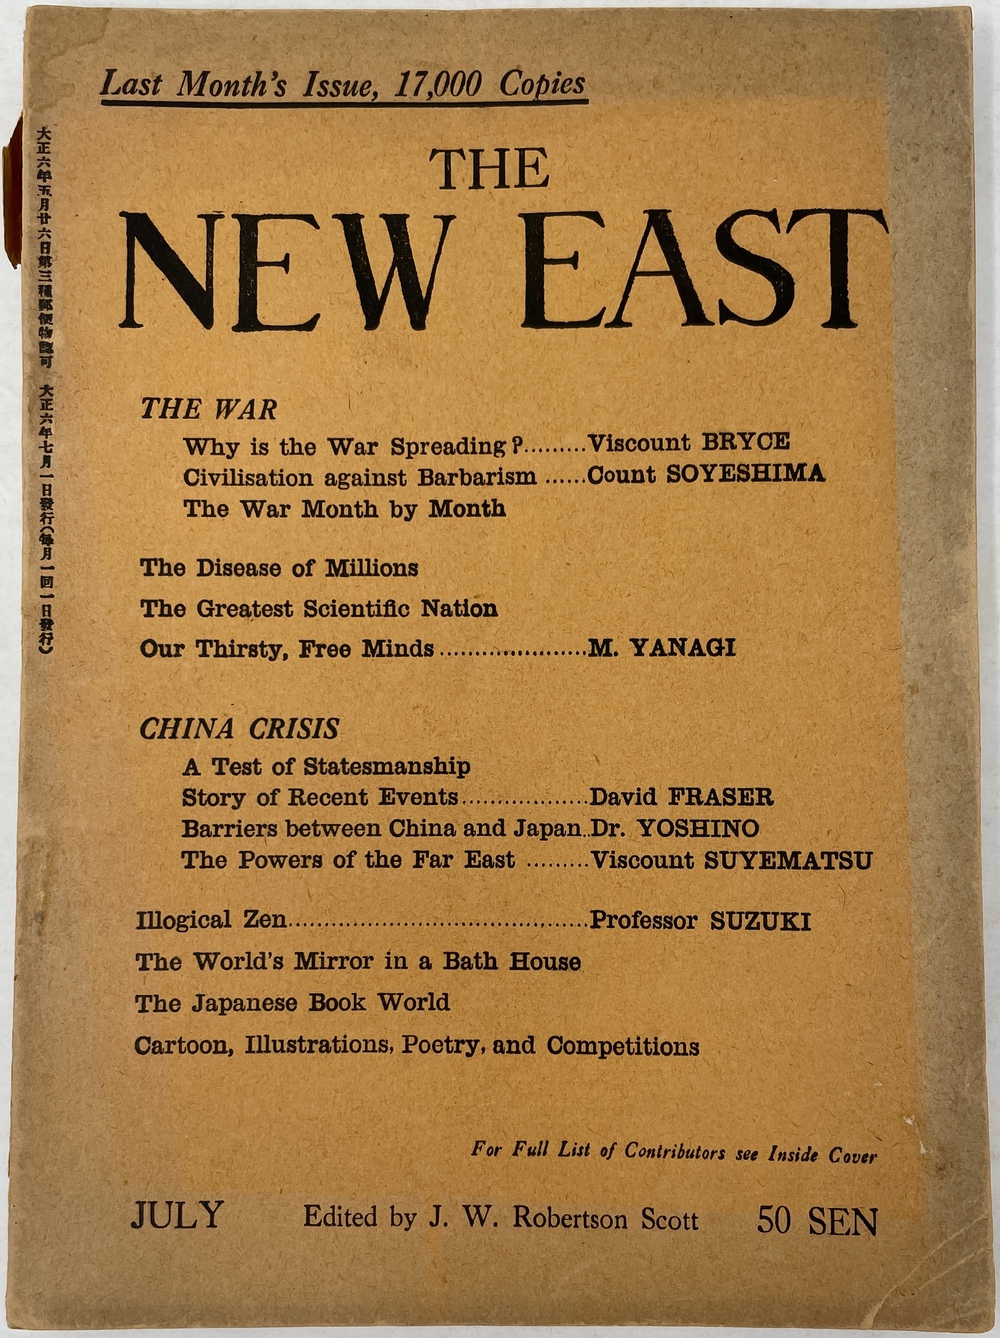 Last Month's Issue, 17,000 Copies
大正六年五月廿六日第三種郵便物認可 大正六年七月一日發行(每月一回一日發行)
THE
NEW EAST
THE WAR
Why is the War Spreading?.........Viscount BRYCE
Civilisation against Barbarism ......Count SOYESHIMA
The War Month by Month
The Disease of Millions
The Greatest Scientific Nation
Our Thirsty, Free Minds......................M. YANAGI
CHINA CRISIS
A Test of Statesmanship
Story of Recent Events...................David FRASER
Barriers between China and Japan..Dr. YOSHINO
The Powers of the Far East .........Viscount SUYEMATSU
Illogical Zen.............................................Professor SUZUKI
The World's Mirror in a Bath House
The Japanese Book World
Cartoon, Illustrations, Poetry, and Competitions
For Full List of Contributors see Inside Cover
JULY Edited by J. W. Robertson Scott 50 SEN